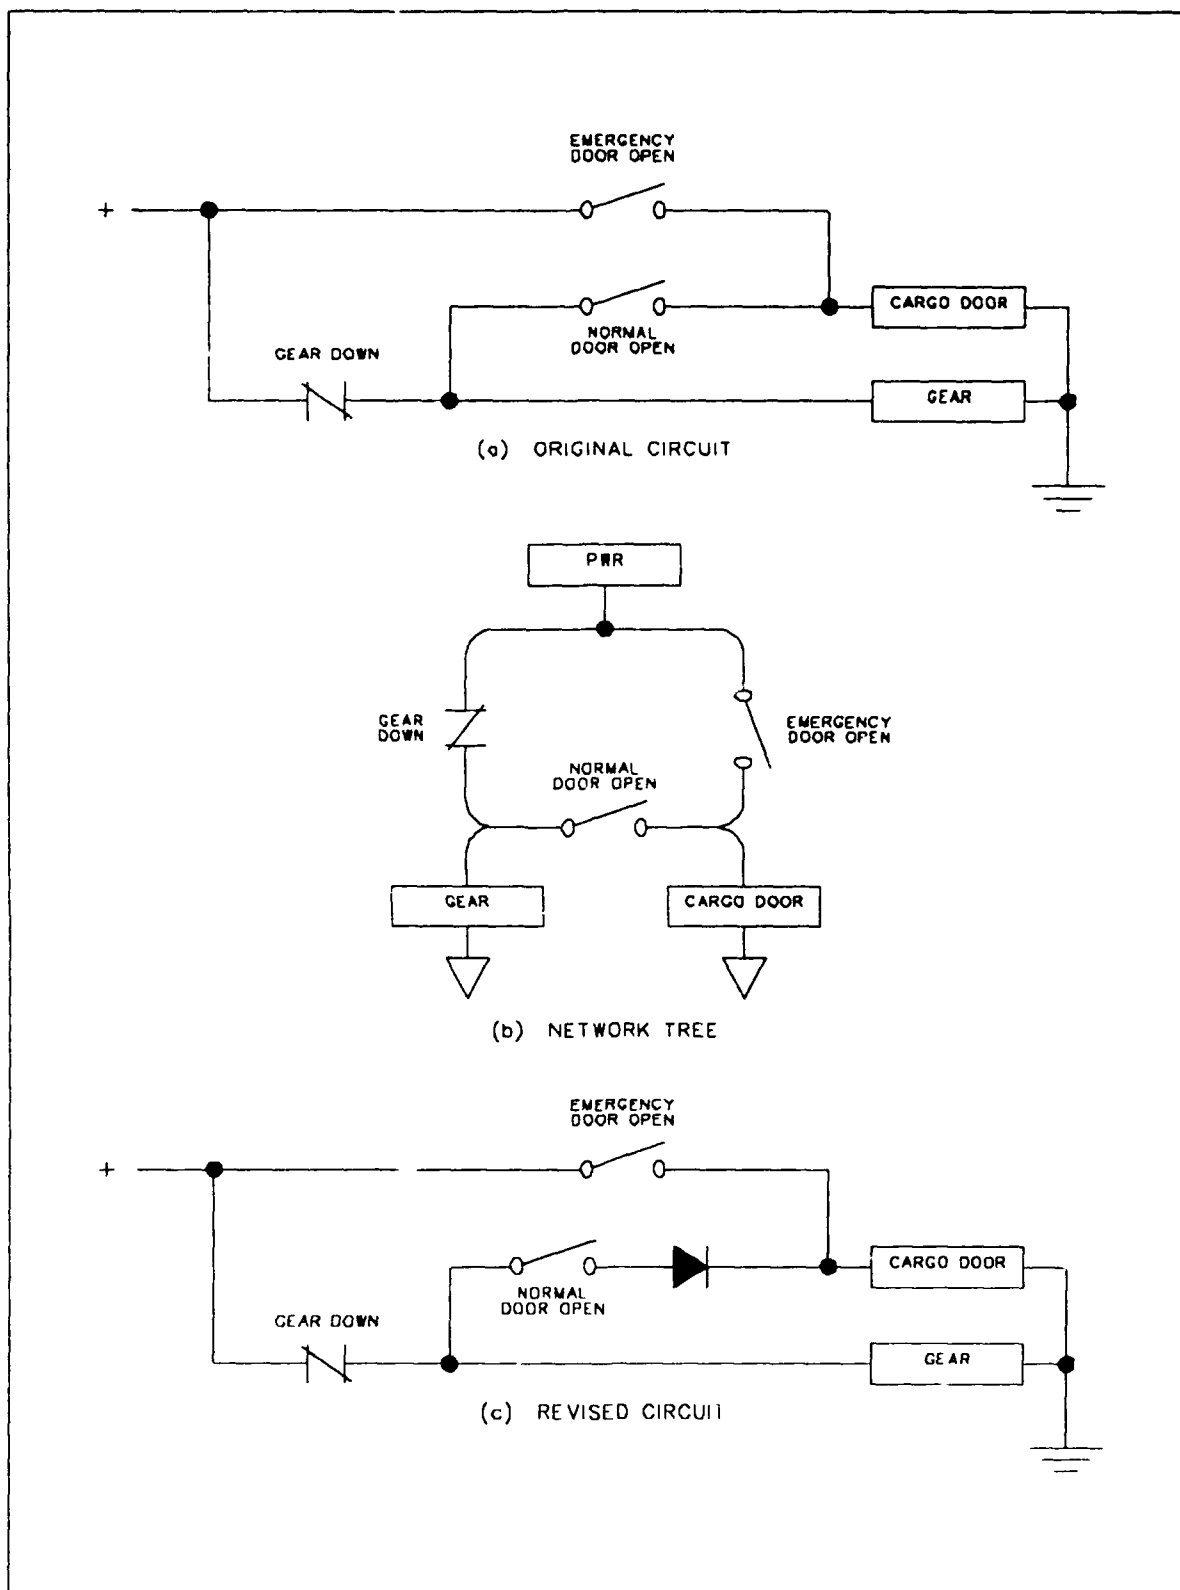 EMERGENCY
DOOR OPEN
+
NORMAL
DOOR OPEN
CARGO DOOR
GEAR DOWN
GEAR
(a) ORIGINAL CIRCUIT
PWR
GEAR
DOWN
EMERGENCY
DOOR OPEN
NORMAL
DOOR OPEN
GEAR
CARGO DOOR
(b) NETWORK TREE
EMERGENCY
DOOR OPEN
+
CARGO DOOR
NORMAL
DOOR OPEN
GEAR DOWN
GEAR
(c) REVISED CIRCUIT